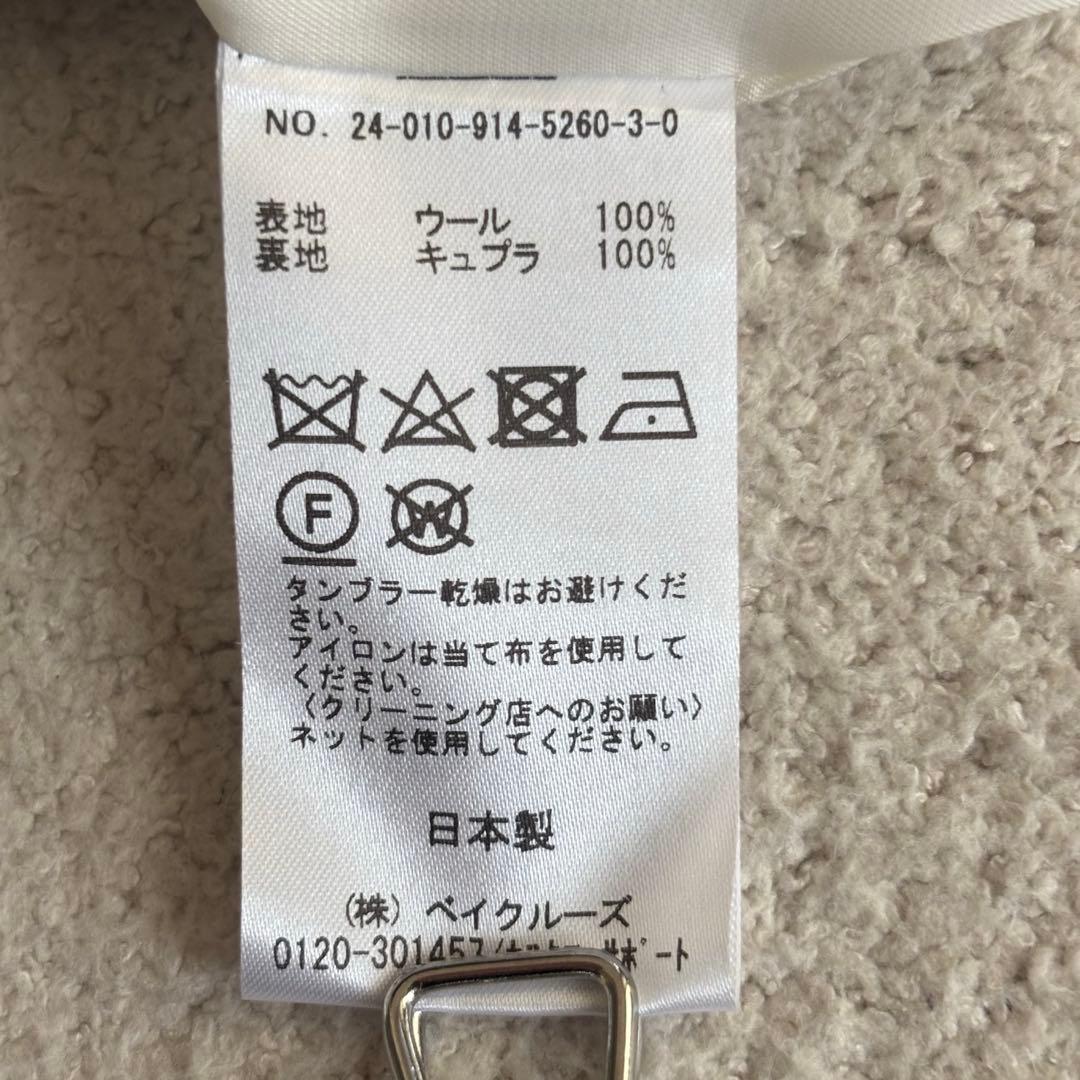 NO. 24-010-914-5260-3-0
表地 ウール 100%
裏地 キュプラ 100%
F W
タンブラー乾燥はお避けくだ
さい。
アイロンは当て布を使用して
ください。
〈クリーニング店へのお願い〉
ネットを使用してください。
日本製
(株) ベイクルーズ
0120-301457